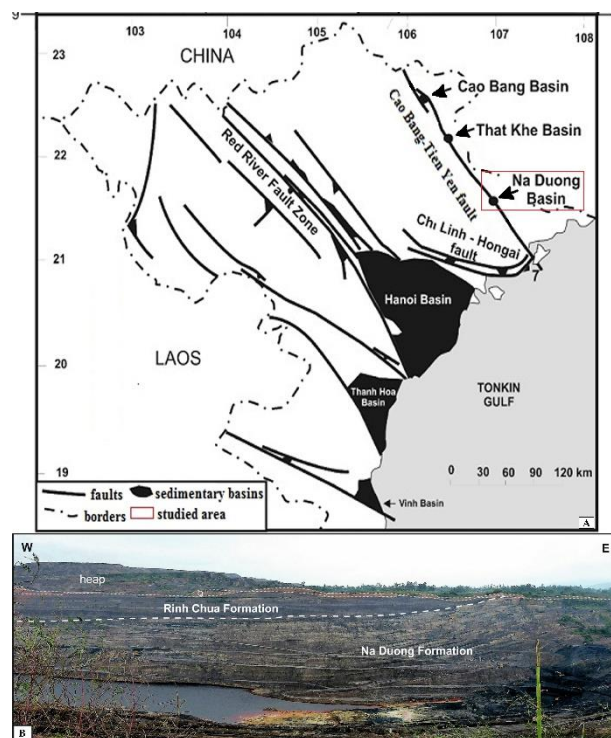 9
103 104 105 106 107 108
23
22
21
20
19
CHINA
Cao Bang Basin
That Khe Basin
Na Duong
Basin
Cao Bang-Tien Yen fault
Red River Fault Zone
Chi Linh - Hongai
fault
Hanoi Basin
LAOS
Thanh Hoa
Basin
TONKIN
GULF
0 30 60 90 120 km
Vinh Basin
faults sedimentary basins
borders studied area
A
W E
heap
Rinh Chua Formation
Na Duong Formation
B